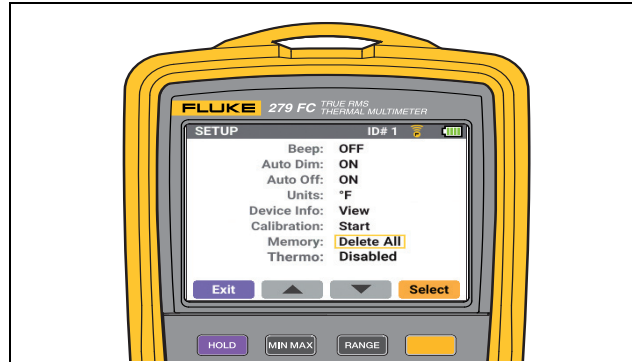 FLUKE 279 FC TRUE RMS
THERMAL MULTIMETER
SETUP ID# 1
Beep: OFF
Auto Dim: ON
Auto Off: ON
Units: °F
Device Info: View
Calibration: Start
Memory: Delete All
Thermo: Disabled
Exit Select
HOLD MIN MAX RANGE